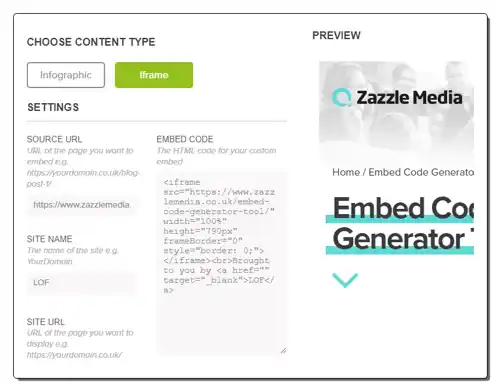 CHOOSE CONTENT TYPE
Infographic
Iframe
SETTINGS
SOURCE URL
URL of the page you want to
embed e.g.
https://yourdomain.co.uk/blog-
post-1/
https://www.zazzlemedia.
SITE NAME
The name of the site e.g.
YourDomain
LOF
SITE URL
URL of the page you want to
display e.g.
https://yourdomain.co.uk/
EMBED CODE
The HTML code for your custom
embed
<iframe
src="https://www.zazz
lemedia.co.uk/embed-
code-generator-tool/"
width="100%"
height="790px"
frameBorder="0"
style="border: 0;">
</iframe><br>Brought
to you by <a href=""
target="_blank">LOF</
a>
PREVIEW
Zazzle Media
Home / Embed Code Generato
Embed Co
Generator